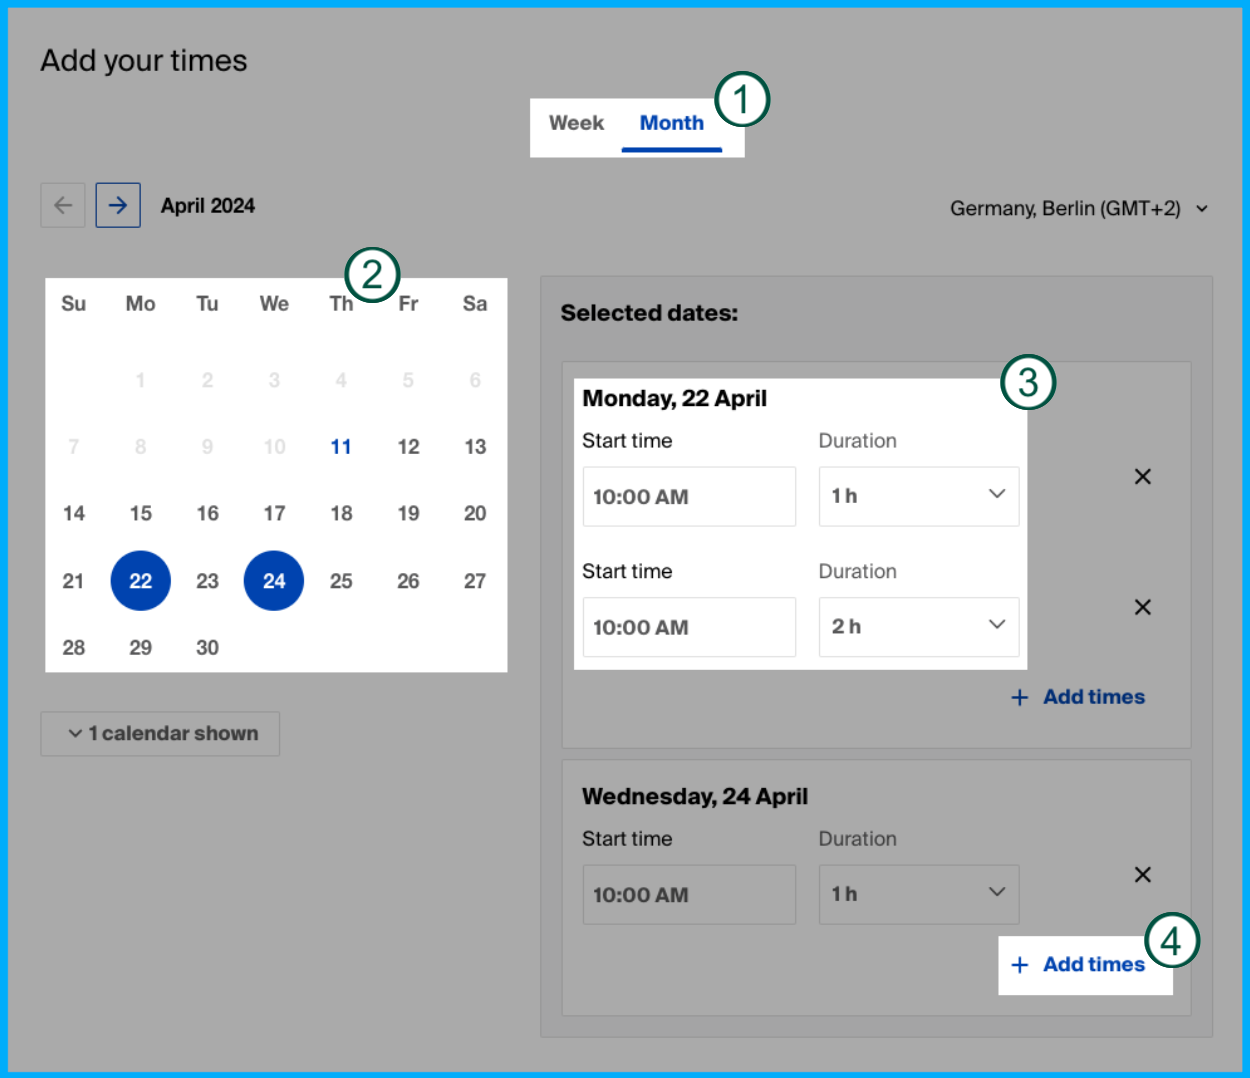 Add your times
1
Week Month
April 2024
Germany, Berlin (GMT+2)
2
Su Mo Tu We Th Fr Sa
1 2 3 4 5 6
7 8 9 10 11 12 13
14 15 16 17 18 19 20
21 22 23 24 25 26 27
28 29 30
1 calendar shown
Selected dates:
3
Monday, 22 April
Start time Duration
10:00 AM 1 h
Start time Duration
10:00 AM 2 h
+ Add times
Wednesday, 24 April
Start time Duration
10:00 AM 1 h
4
+ Add times